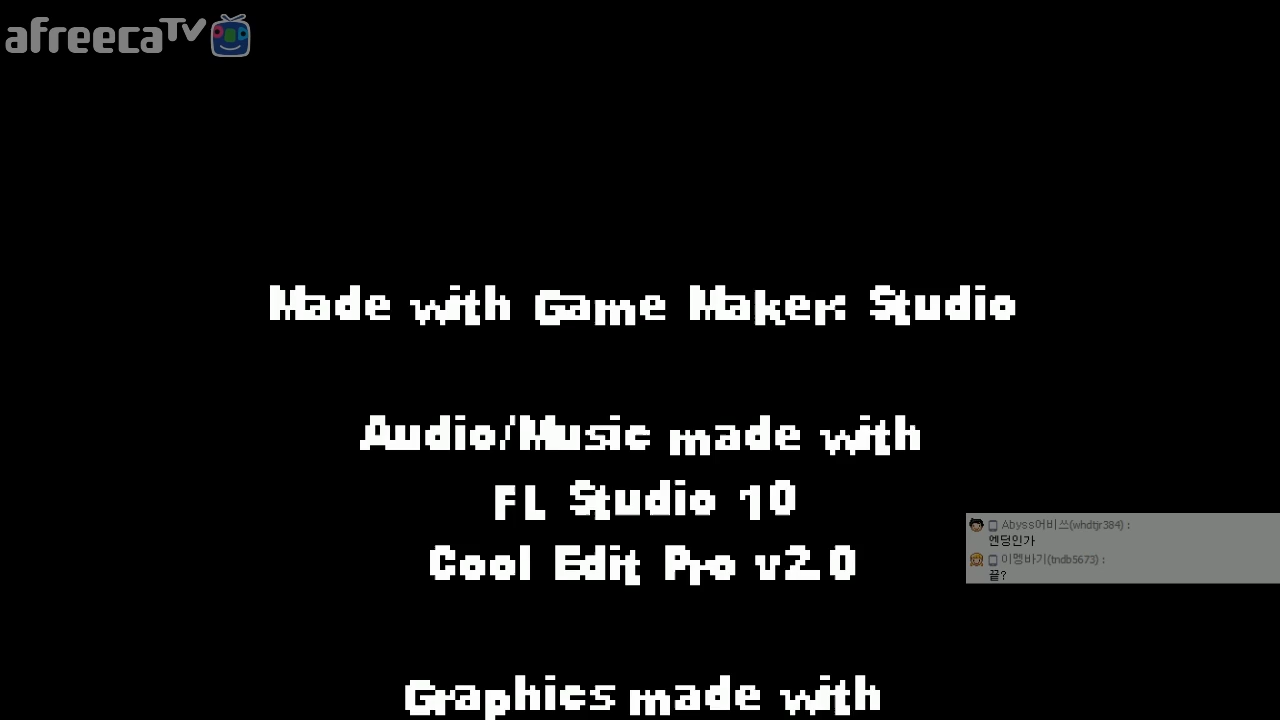 afreecaTV
Made with Game Maker: Studio
Audio/Music made with
FL Studio 10
Cool Edit Pro v2.0
Abyss어비쓰(whdtjr384) :
엔딩인가
이멩바기(tndb5673) :
끝?
Graphics made with